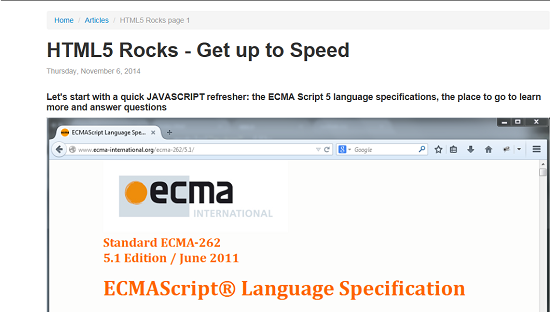 Home / Articles / HTML5 Rocks page 1
HTML5 Rocks - Get up to Speed
Thursday, November 6, 2014
Let's start with a quick JAVASCRIPT refresher: the ECMA Script 5 language specifications, the place to go to learn
more and answer questions
ECMAScript Language Spe...
www.ecma-international.org/ecma-262/5.1/
Google
ecma
INTERNATIONAL
Standard ECMA-262
5.1 Edition / June 2011
ECMAScript® Language Specification